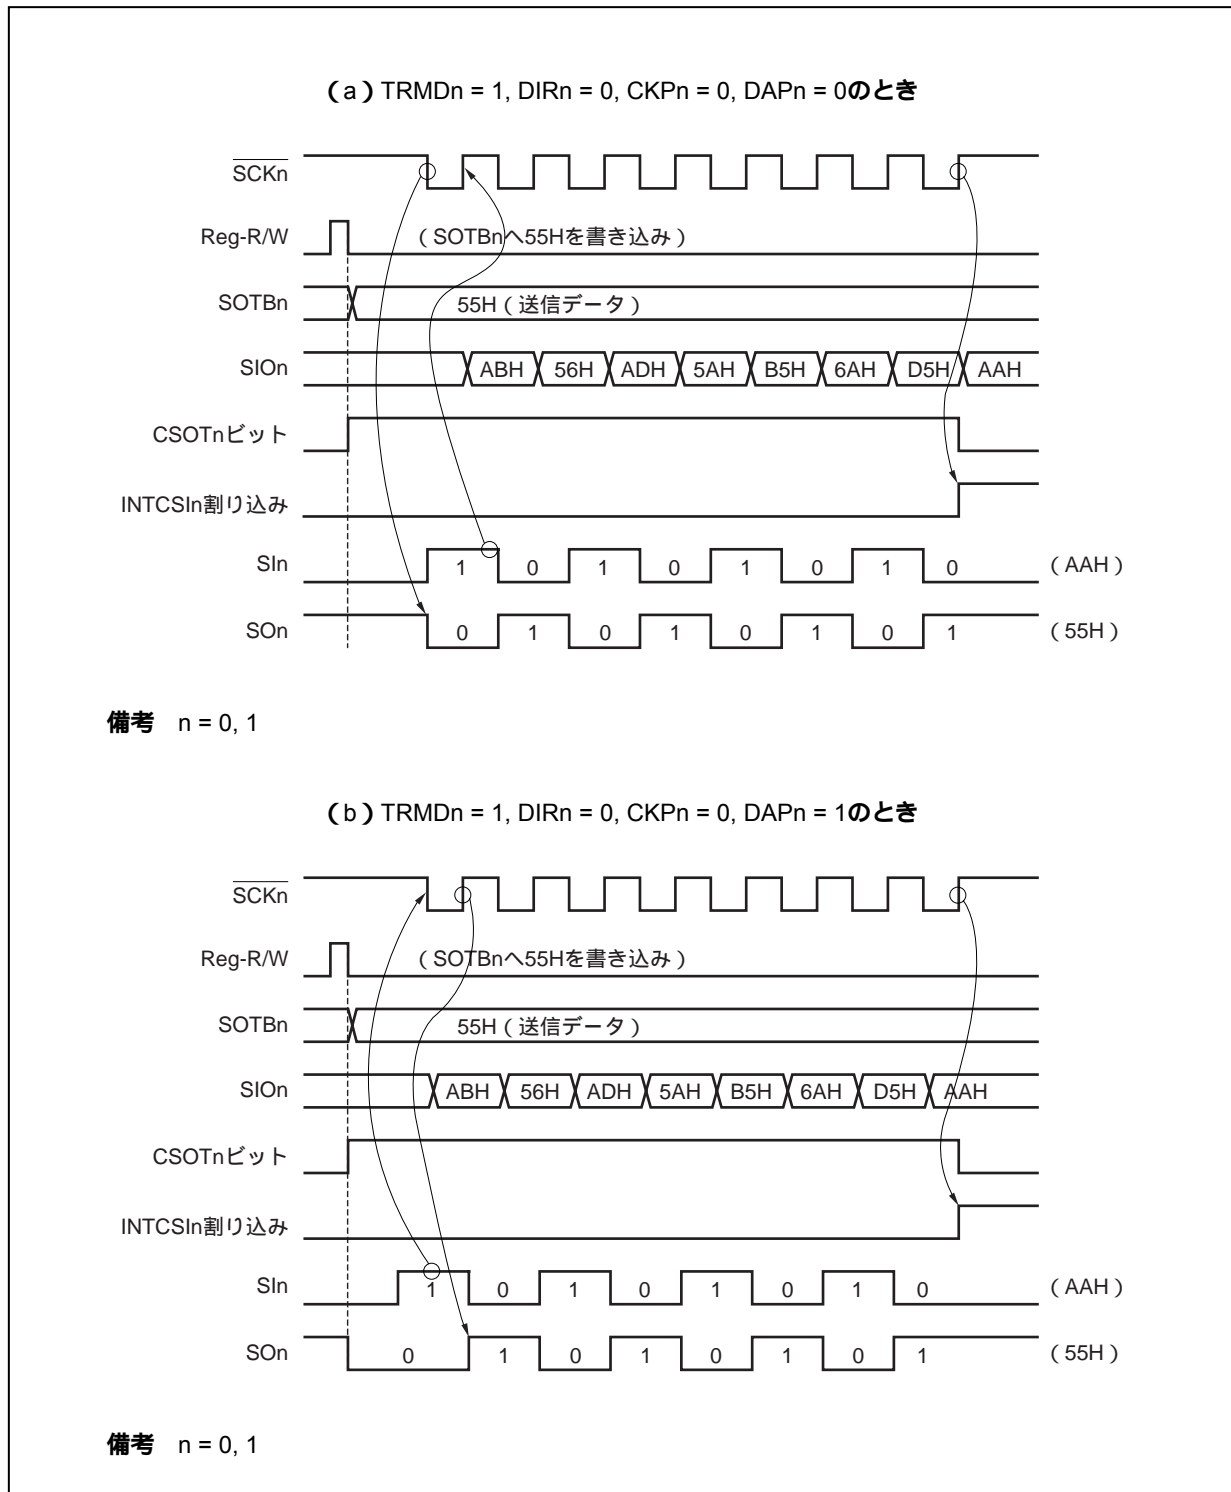 (a) TRMDn = 1, DIRn = 0, CKPn = 0, DAPn = 0のとき
SCKn
Reg-R/W (SOTBnへ55Hを書き込み)
SOTBn 55H(送信データ)
SIOn ABH 56H ADH 5AH B5H 6AH D5H AAH
CSOTnビット
INTCSIn割り込み
SIn 1 0 1 0 1 0 1 0 (AAH)
SOn 0 1 0 1 0 1 0 1 (55H)
備考 n = 0, 1
(b) TRMDn = 1, DIRn = 0, CKPn = 0, DAPn = 1のとき
SCKn
Reg-R/W (SOTBnへ55Hを書き込み)
SOTBn 55H(送信データ)
SIOn ABH 56H ADH 5AH B5H 6AH D5H AAH
CSOTnビット
INTCSIn割り込み
SIn 1 0 1 0 1 0 1 0 (AAH)
SOn 0 1 0 1 0 1 0 1 (55H)
備考 n = 0, 1